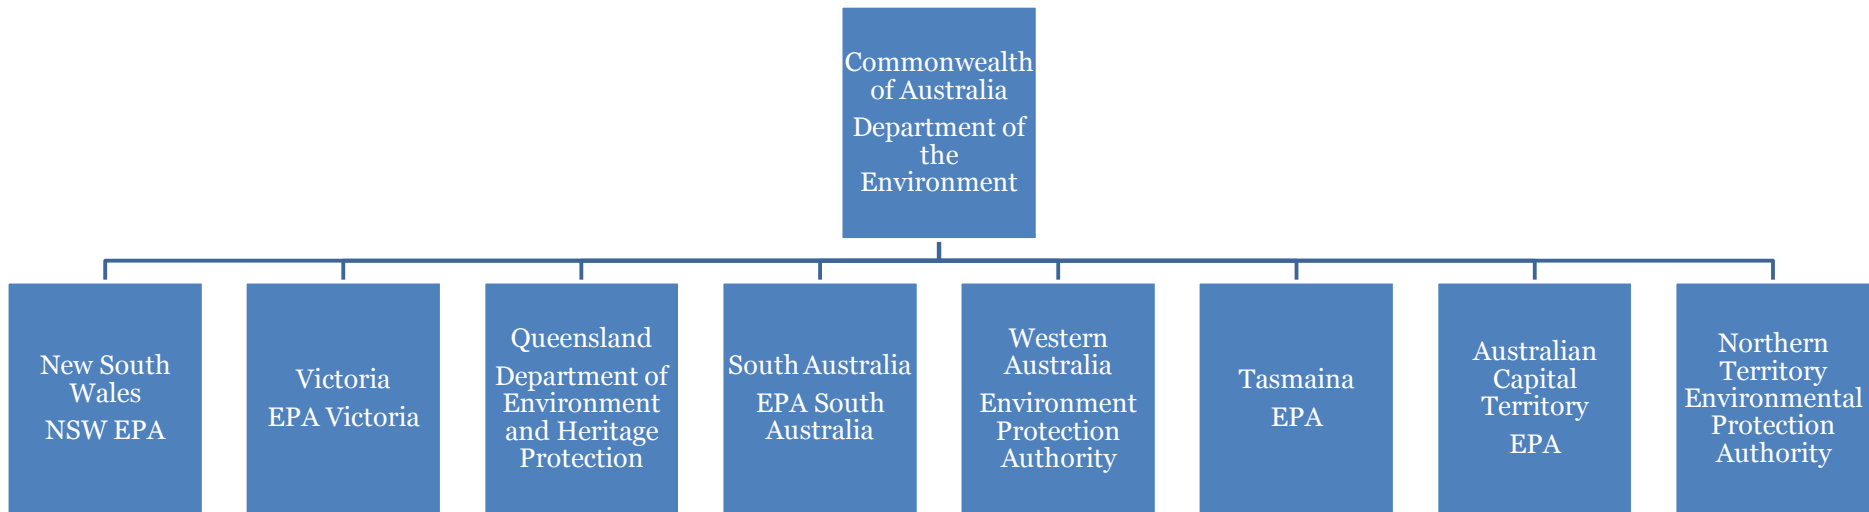 Commonwealth
of Australia
Department of
the
Environment
New South
Wales
NSW EPA
Victoria
EPA Victoria
Queensland
Department of
Environment
and Heritage
Protection
South Australia
EPA South
Australia
Western
Australia
Environment
Protection
Authority
Tasmaina
EPA
Australian
Capital
Territory
EPA
Northern
Territory
Environmental
Protection
Authority